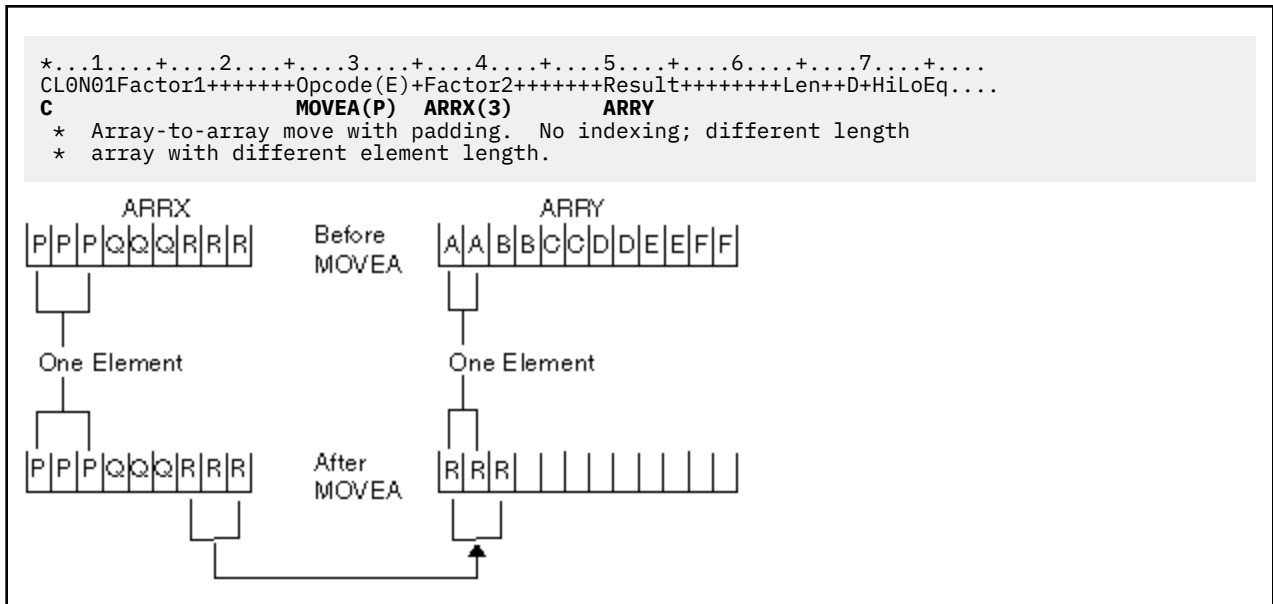 *...1....+....2....+....3....+....4....+....5....+....6....+....7....+....
CL0N01Factor1+++++++Opcode(E)+Factor2+++++++Result++++++++Len++D+HiLoEq....
C                   MOVEA(P)  ARRX(3)       ARRY
 *  Array-to-array move with padding.  No indexing; different length
 *  array with different element length.
ARRX ARRY
P P P Q Q Q R R R Before A A B B C C D D E E F F
MOVEA
One Element One Element
P P P Q Q Q R R R After R R R
MOVEA